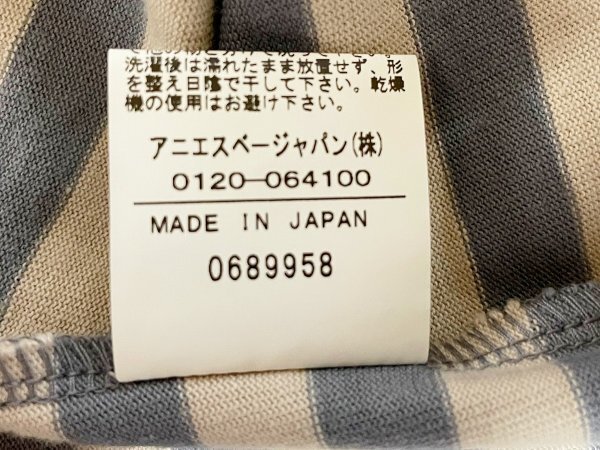 洗濯後は濡れたまま放置せず、形
を整え日陰で干して下さい。乾燥
機の使用はお避け下さい。
アニエスベージャパン(株)
0120-064100
MADE IN JAPAN
0689958